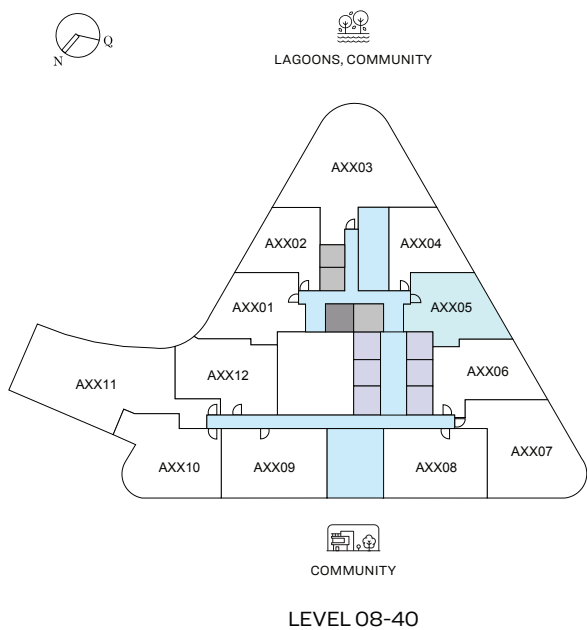 N
Q
LAGOONS, COMMUNITY
AXX03
AXX02
AXX04
AXX01
AXX05
AXX11
AXX12
AXX06
AXX10
AXX09
AXX08
AXX07
COMMUNITY
LEVEL 08-40